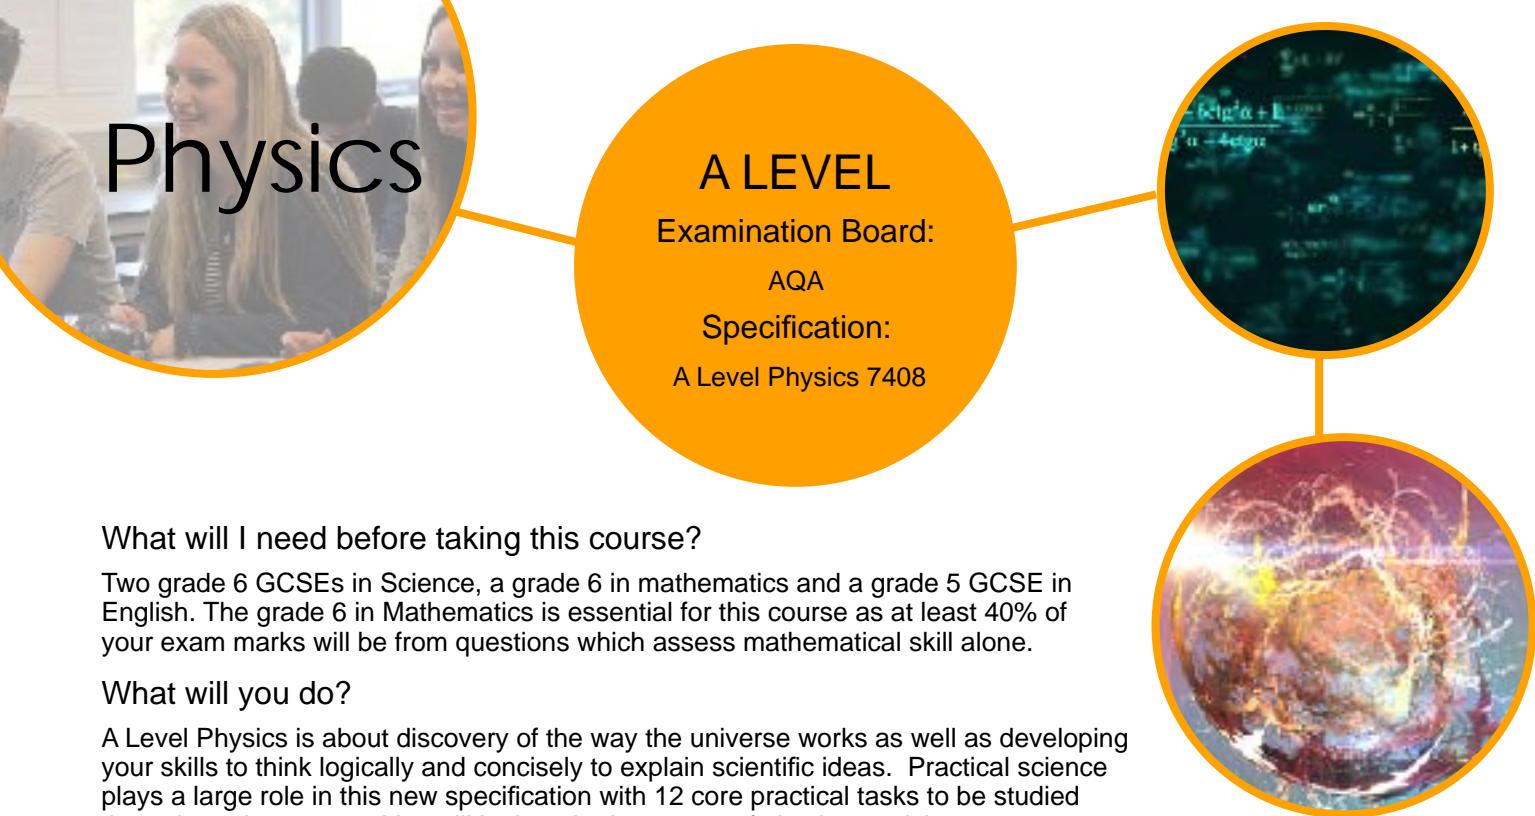 Physics
A LEVEL
Examination Board:
AQA
Specification:
A Level Physics 7408
What will I need before taking this course?
Two grade 6 GCSEs in Science, a grade 6 in mathematics and a grade 5 GCSE in
English. The grade 6 in Mathematics is essential for this course as at least 40% of
your exam marks will be from questions which assess mathematical skill alone.
What will you do?
A Level Physics is about discovery of the way the universe works as well as developing
your skills to think logically and concisely to explain scientific ideas.  Practical science
plays a large role in this new specification with 12 core practical tasks to be studied